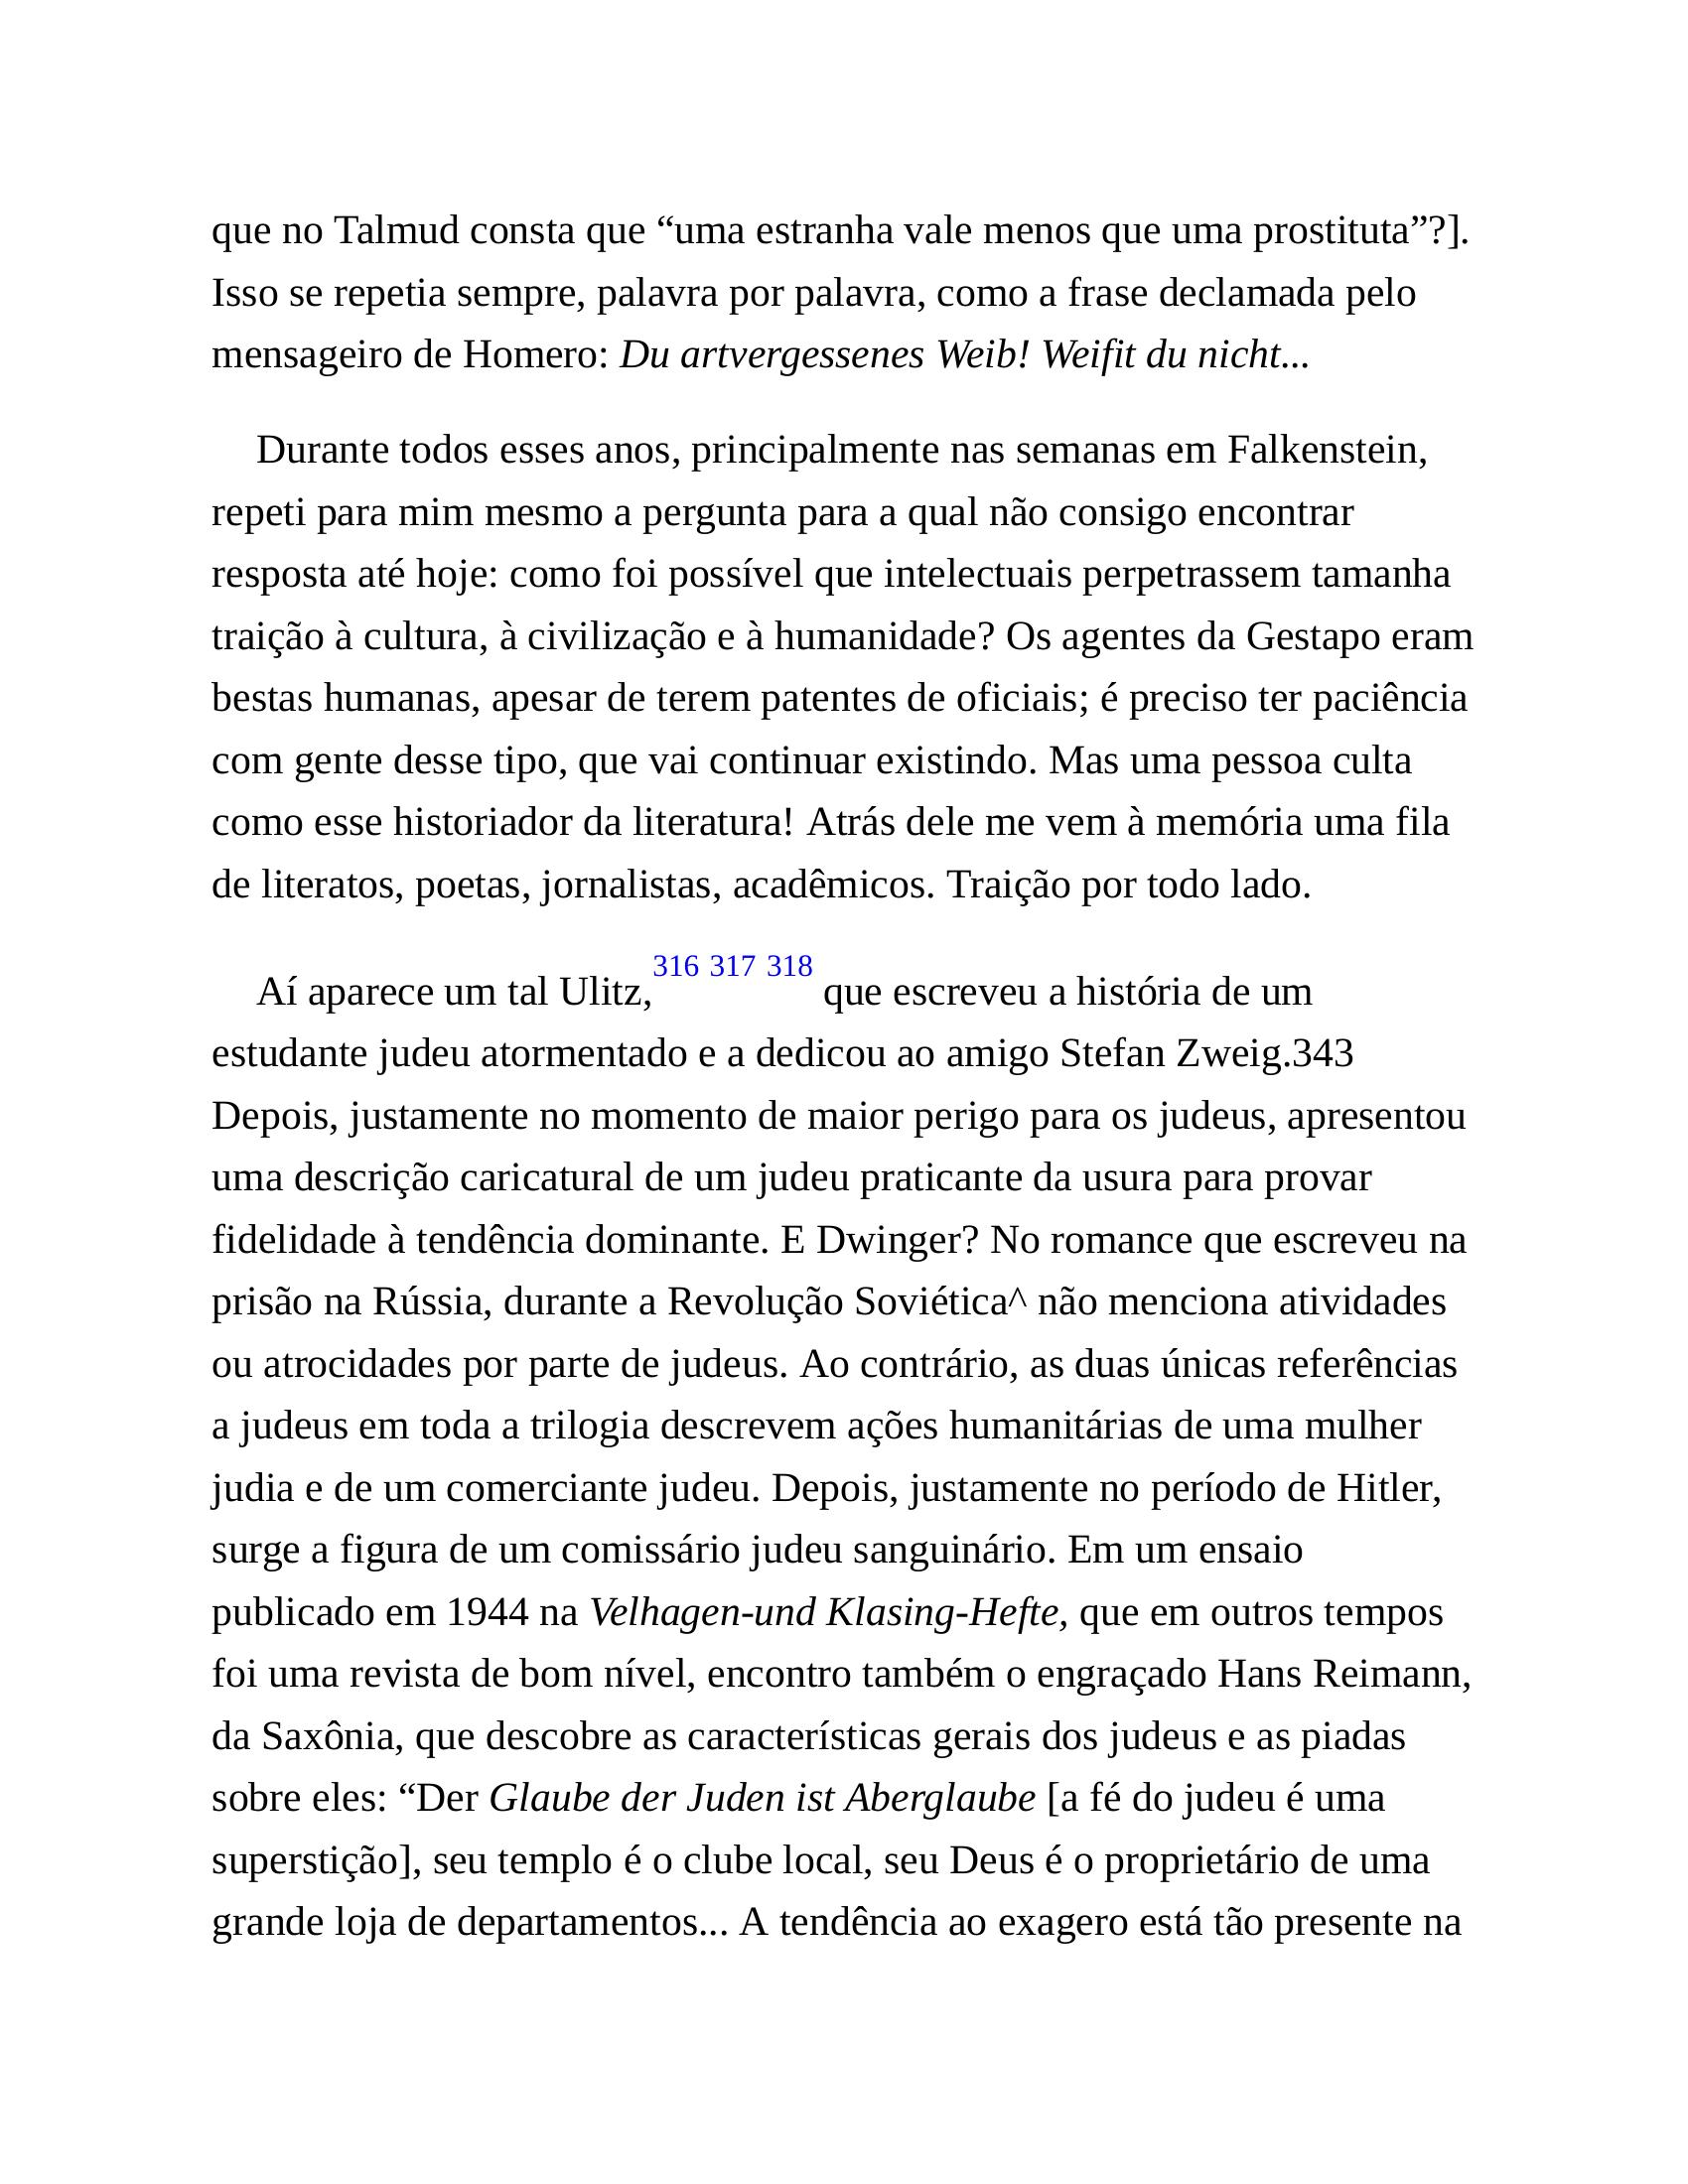 que no Talmud consta que “uma estranha vale menos que uma prostituta”?].
Isso se repetia sempre, palavra por palavra, como a frase declamada pelo
mensageiro de Homero: Du artvergessenes Weib! Weifit du nicht...
Durante todos esses anos, principalmente nas semanas em Falkenstein,
repeti para mim mesmo a pergunta para a qual não consigo encontrar
resposta até hoje: como foi possível que intelectuais perpetrassem tamanha
traição à cultura, à civilização e à humanidade? Os agentes da Gestapo eram
bestas humanas, apesar de terem patentes de oficiais; é preciso ter paciência
com gente desse tipo, que vai continuar existindo. Mas uma pessoa culta
como esse historiador da literatura! Atrás dele me vem à memória uma fila
de literatos, poetas, jornalistas, acadêmicos. Traição por todo lado.
Aí aparece um tal Ulitz,316 317 318 que escreveu a história de um
estudante judeu atormentado e a dedicou ao amigo Stefan Zweig.343
Depois, justamente no momento de maior perigo para os judeus, apresentou
uma descrição caricatural de um judeu praticante da usura para provar
fidelidade à tendência dominante. E Dwinger? No romance que escreveu na
prisão na Rússia, durante a Revolução Soviética^ não menciona atividades
ou atrocidades por parte de judeus. Ao contrário, as duas únicas referências
a judeus em toda a trilogia descrevem ações humanitárias de uma mulher
judia e de um comerciante judeu. Depois, justamente no período de Hitler,
surge a figura de um comissário judeu sanguinário. Em um ensaio
publicado em 1944 na Velhagen-und Klasing-Hefte, que em outros tempos
foi uma revista de bom nível, encontro também o engraçado Hans Reimann,
da Saxônia, que descobre as características gerais dos judeus e as piadas
sobre eles: “Der Glaube der Juden ist Aberglaube [a fé do judeu é uma
superstição], seu templo é o clube local, seu Deus é o proprietário de uma
grande loja de departamentos... A tendência ao exagero está tão presente na